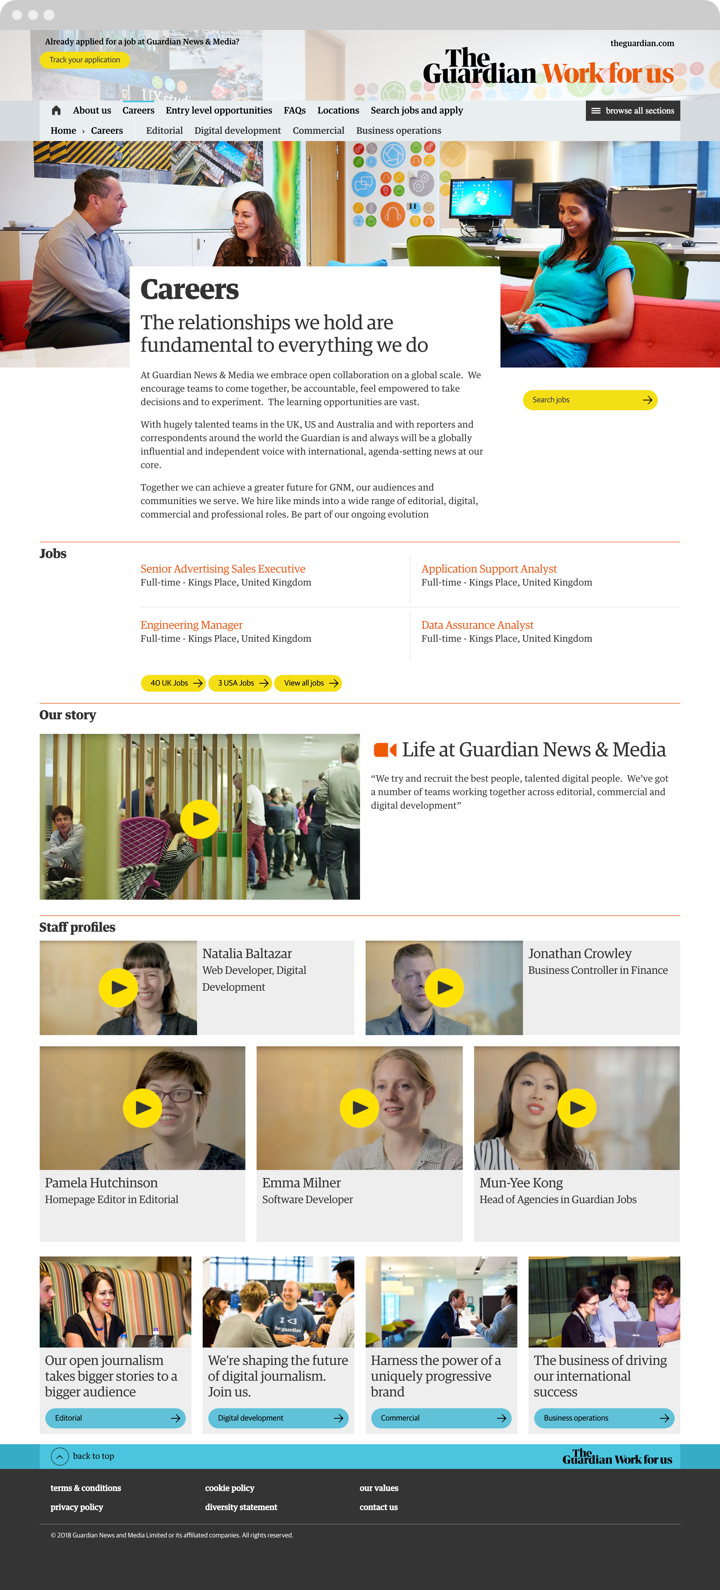 Already applied for a job at Guardian News & Media?
Track your application
theguardian.com
The
Guardian Work for us
About us Careers Entry level opportunities FAQs Locations Search jobs and apply
browse all sections
Home › Careers Editorial Digital development Commercial Business operations
Careers
The relationships we hold are
fundamental to everything we do
At Guardian News & Media we embrace open collaboration on a global scale. We
encourage teams to come together, be accountable, feel empowered to take
decisions and to experiment. The learning opportunities are vast.
Search jobs
With hugely talented teams in the UK, US and Australia and with reporters and
correspondents around the world the Guardian is and always will be a globally
influential and independent voice with international, agenda-setting news at our
core.
Together we can achieve a greater future for GNM, our audiences and
communities we serve. We hire like minds into a wide range of editorial, digital,
commercial and professional roles. Be part of our ongoing evolution
Jobs
Senior Advertising Sales Executive
Full-time - Kings Place, United Kingdom
Application Support Analyst
Full-time - Kings Place, United Kingdom
Engineering Manager
Full-time - Kings Place, United Kingdom
Data Assurance Analyst
Full-time - Kings Place, United Kingdom
40 UK Jobs
3 USA Jobs
View all jobs
Our story
Life at Guardian News & Media
“We try and recruit the best people, talented digital people. We've got
a number of teams working together across editorial, commercial and
digital development”
Staff profiles
Natalia Baltazar
Web Developer, Digital
Development
Jonathan Crowley
Business Controller in Finance
Pamela Hutchinson
Homepage Editor in Editorial
Emma Milner
Software Developer
Mun-Yee Kong
Head of Agencies in Guardian Jobs
I <3
the guardian
Our open journalism
takes bigger stories to a
bigger audience
Editorial
We're shaping the future
of digital journalism.
Join us.
Digital development
Harness the power of a
uniquely progressive
brand
Commercial
The business of driving
our international
success
Business operations
back to top
The
Guardian Work for us
terms & conditions
cookie policy
our values
privacy policy
diversity statement
contact us
© 2018 Guardian News and Media Limited or its affiliated companies. All rights reserved.